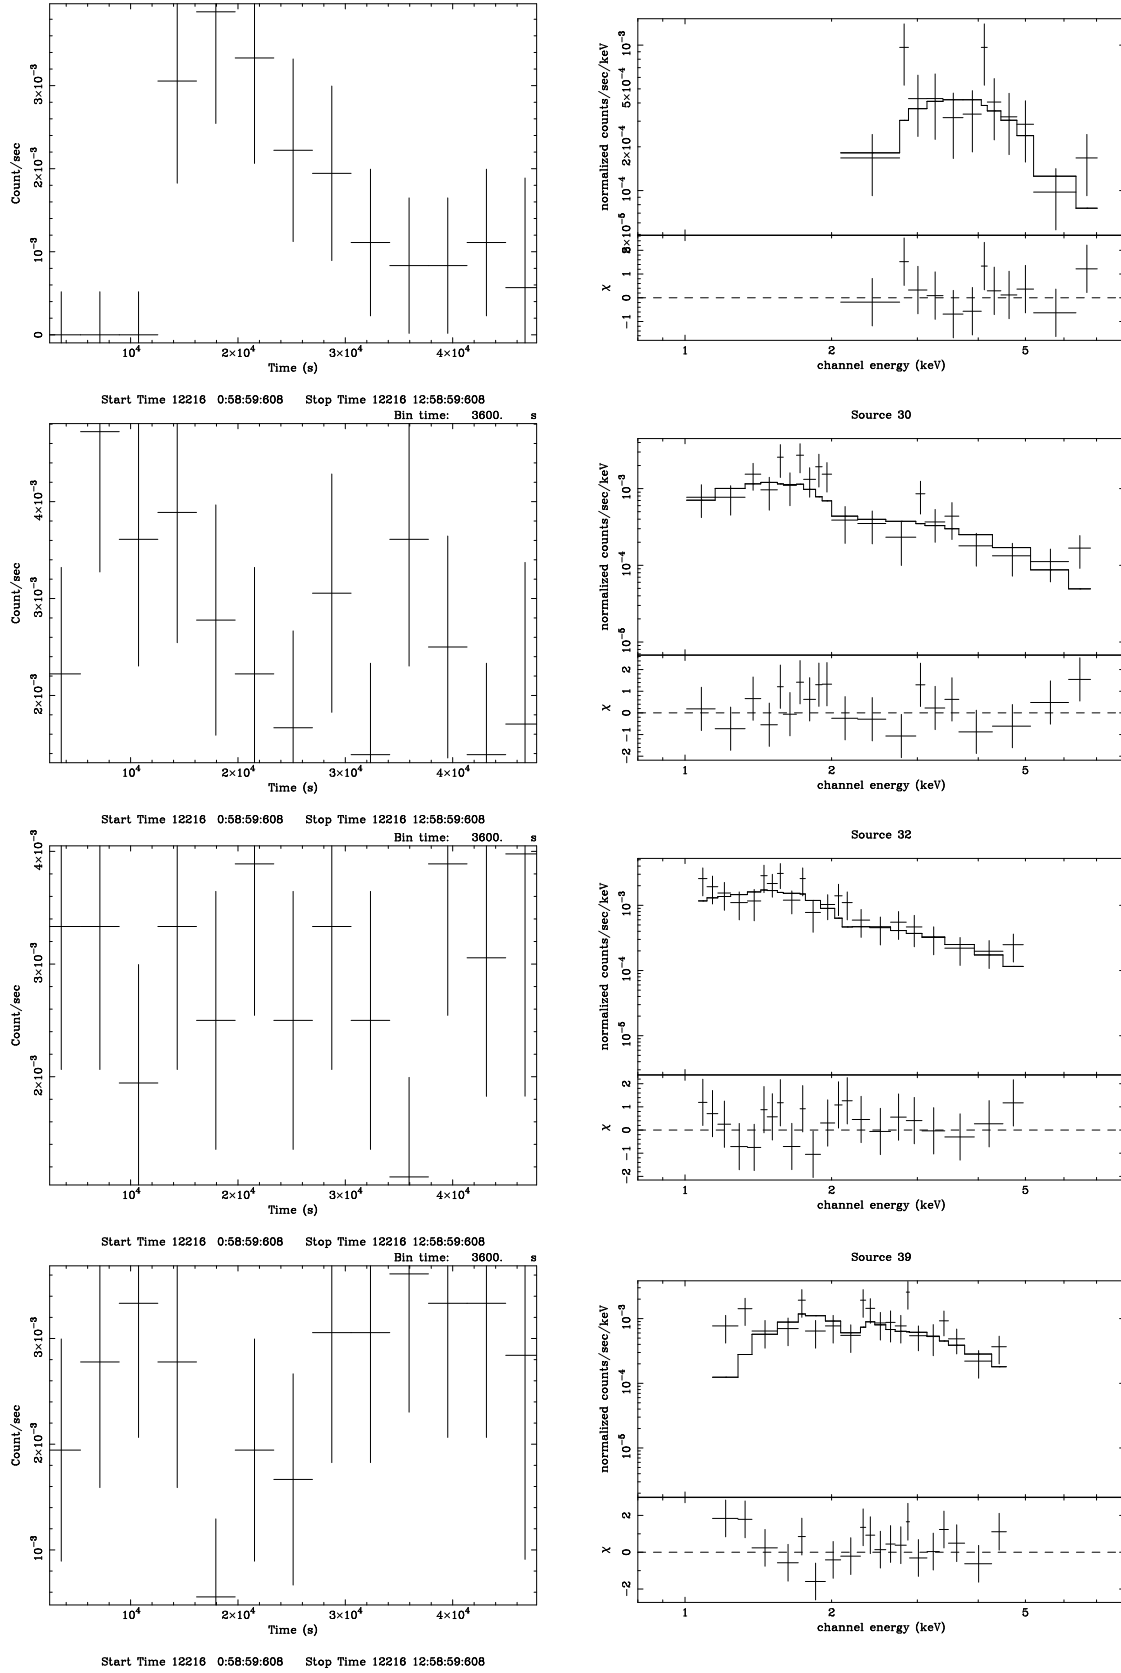 Count/sec
0
10⁻³
2×10⁻³
3×10⁻³
10⁴ 2×10⁴ 3×10⁴ 4×10⁴
Time (s)
Start Time 12216 0:58:59:608 Stop Time 12216 12:58:59:608
normalized counts/sec/keV
10⁻³
5×10⁻⁴
2×10⁻⁴
10⁻⁴
8×10⁻⁵
χ
1
0
−1
1 2 5
channel energy (keV)
Bin time: 3600. s
Count/sec
4×10⁻³
3×10⁻³
2×10⁻³
10⁴ 2×10⁴ 3×10⁴ 4×10⁴
Time (s)
Start Time 12216 0:58:59:608 Stop Time 12216 12:58:59:608
Source 30
normalized counts/sec/keV
10⁻³
10⁻⁴
10⁻⁵
χ
2
1
0
−1
−2
1 2 5
channel energy (keV)
Bin time: 3600. s
Count/sec
4×10⁻³
3×10⁻³
2×10⁻³
10⁴ 2×10⁴ 3×10⁴ 4×10⁴
Time (s)
Start Time 12216 0:58:59:608 Stop Time 12216 12:58:59:608
Source 32
normalized counts/sec/keV
10⁻³
10⁻⁴
10⁻⁵
χ
2
1
0
−1
−2
1 2 5
channel energy (keV)
Bin time: 3600. s
Count/sec
3×10⁻³
2×10⁻³
10⁻³
10⁴ 2×10⁴ 3×10⁴ 4×10⁴
Time (s)
Start Time 12216 0:58:59:608 Stop Time 12216 12:58:59:608
Source 39
normalized counts/sec/keV
10⁻³
10⁻⁴
10⁻⁵
χ
2
0
−2
1 2 5
channel energy (keV)